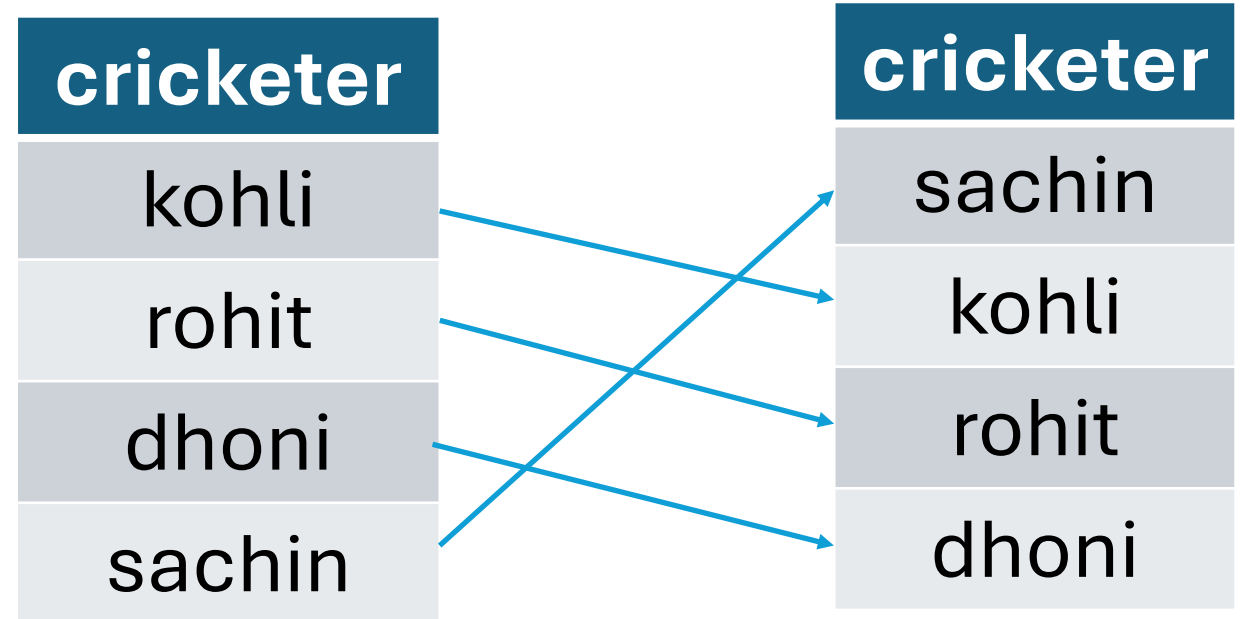 cricketer
kohli
rohit
dhoni
sachin
cricketer
sachin
kohli
rohit
dhoni